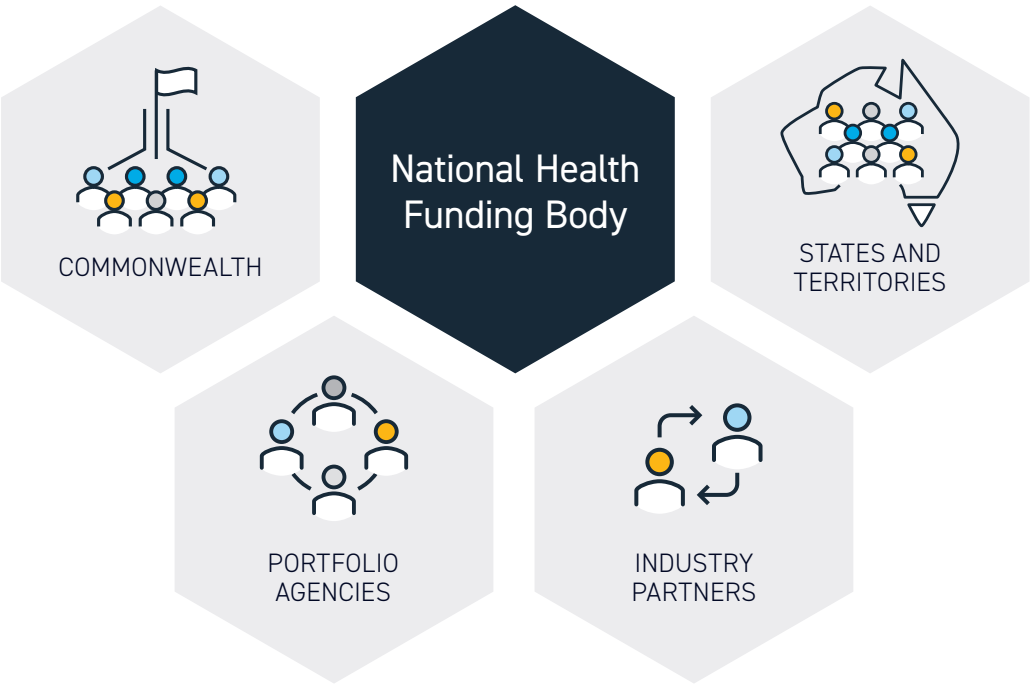 National Health
Funding Body
COMMONWEALTH
STATES AND
TERRITORIES
PORTFOLIO
AGENCIES
INDUSTRY
PARTNERS